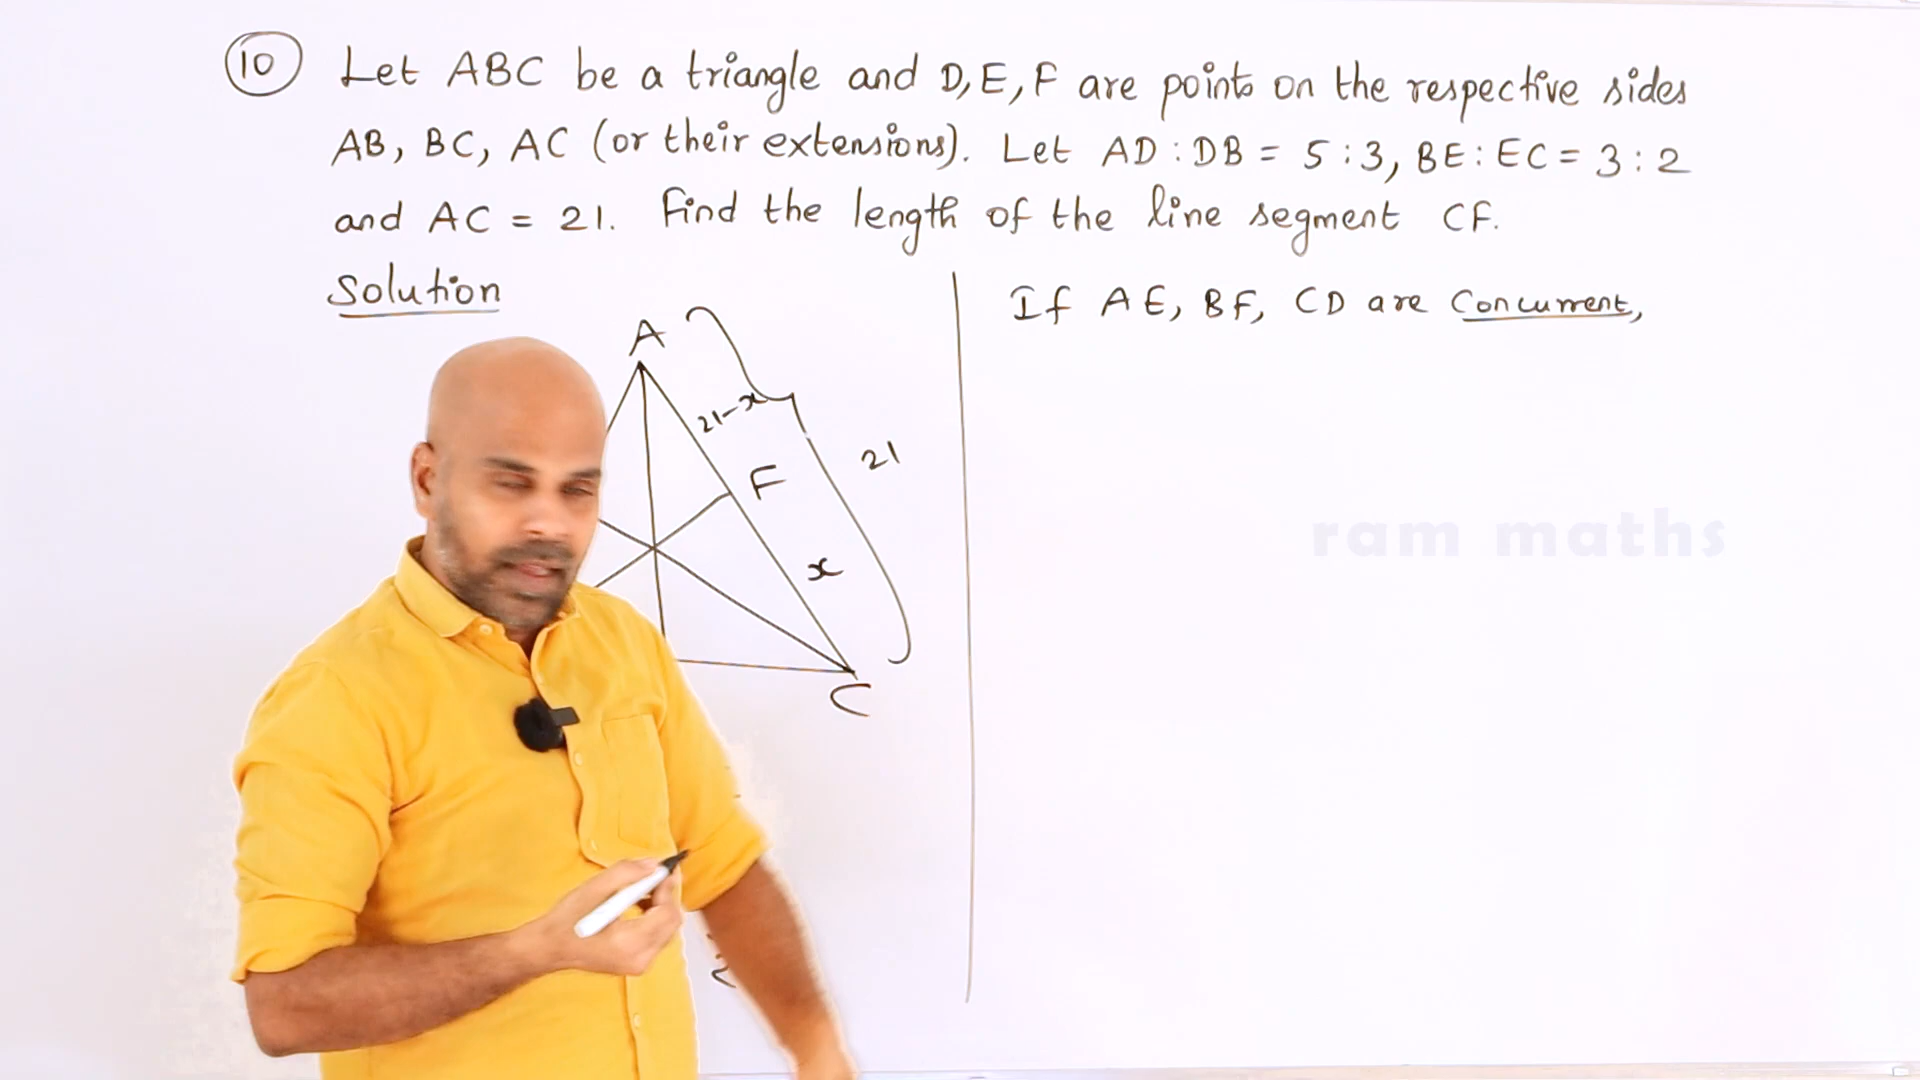 10 Let ABC be a triangle and D, E, F are points on the respective sides
AB, BC, AC (or their extensions). Let AD : DB = 5 : 3, BE : EC = 3 : 2
and AC = 21. Find the length of the line segment CF.
Solution
If AE, BF, CD are Concurrent,
A
21-x
21
F
x
C
ram maths